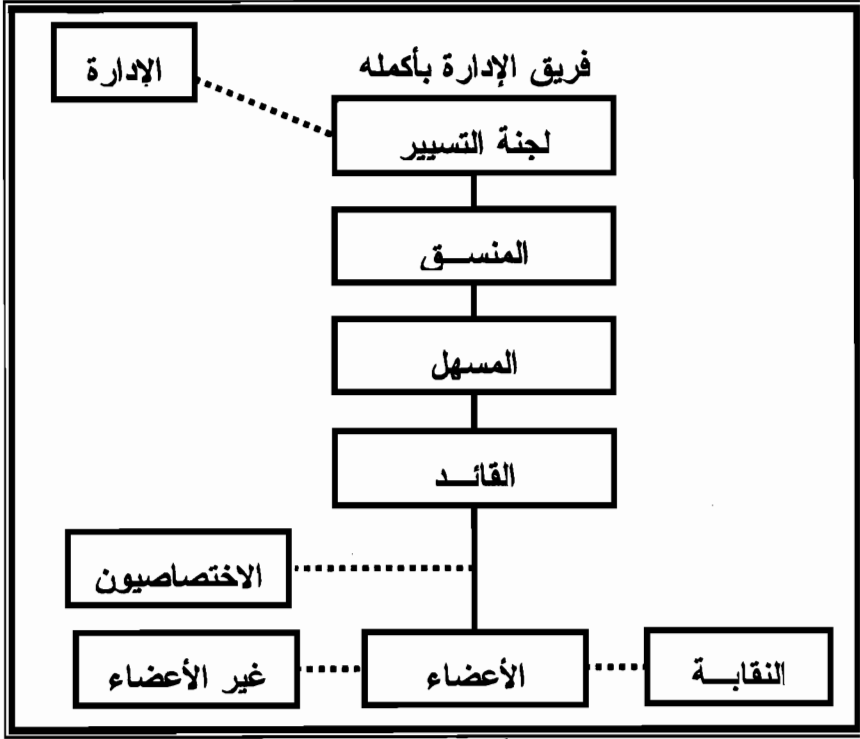 الإدارة
فريق الإدارة بأكمله
لجنة التسيير
المنسـق
المسهل
القائـد
الاختصاصيون
غير الأعضاء
الأعضاء
النقابـة